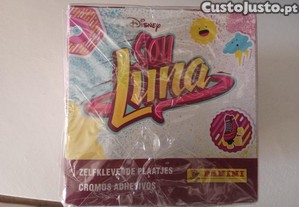 CustoJusto.pt
Disney
SOY
Luna
ZELFKLEVENDE PLAATJES
CROMOS ADHESIVOS
PANINI